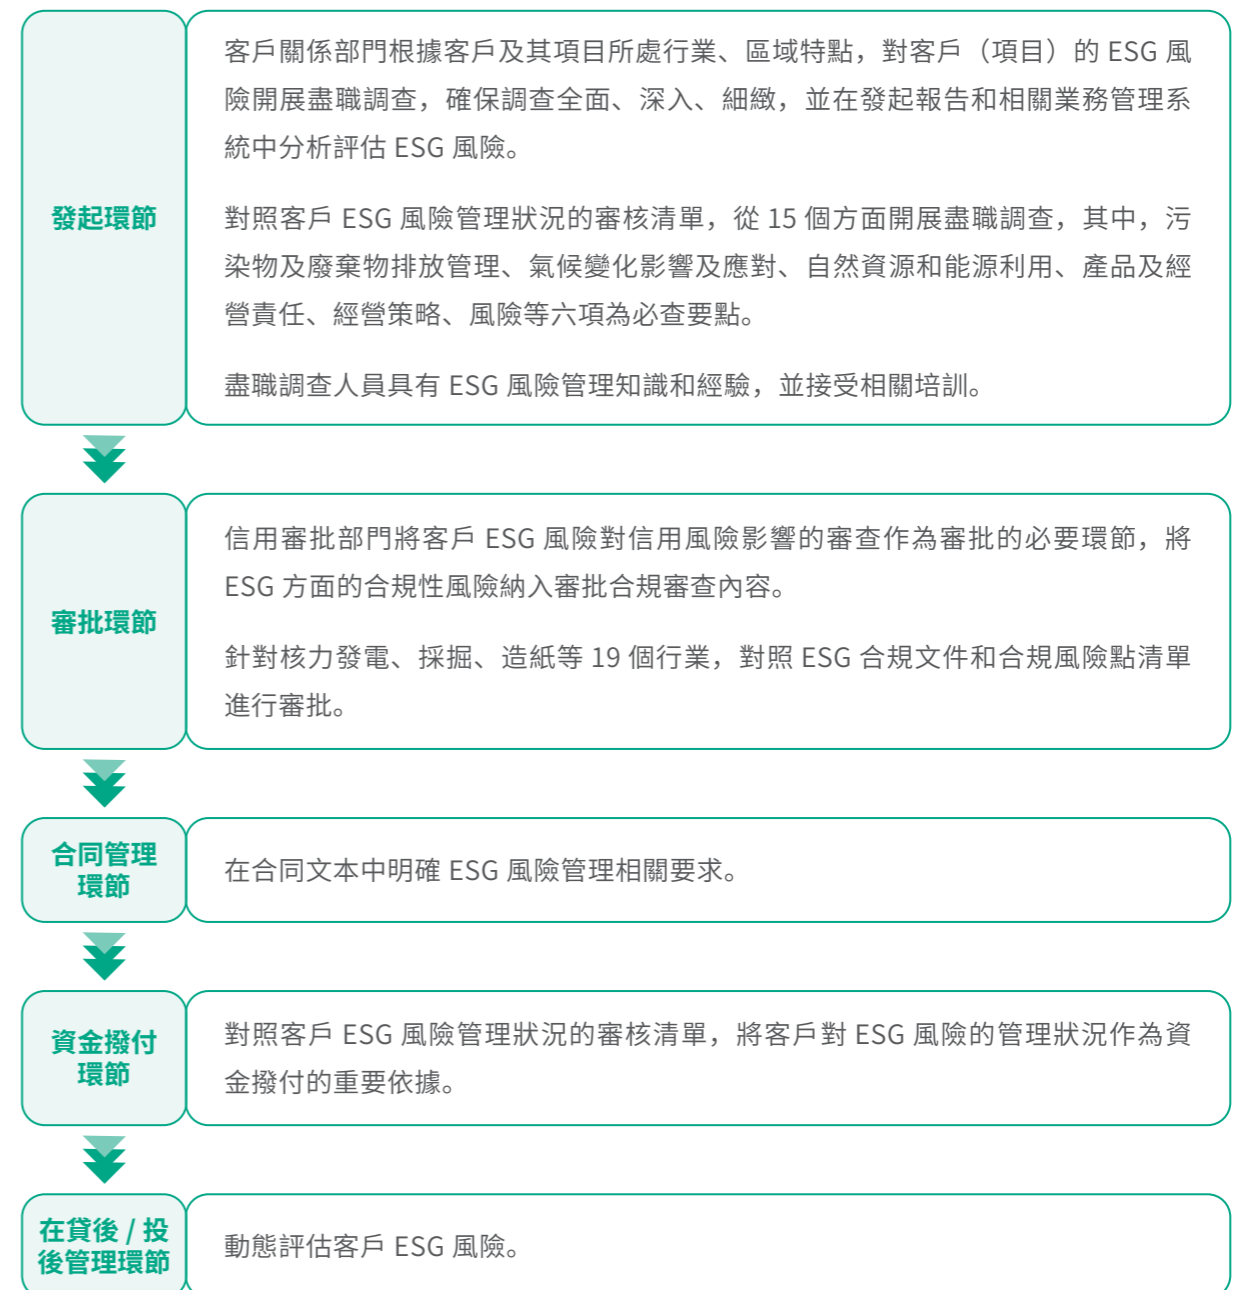 發起環節
客戶關係部門根據客戶及其項目所處行業、區域特點，對客戶（項目）的 ESG 風
險開展盡職調查，確保調查全面、深入、細緻，並在發起報告和相關業務管理系
統中分析評估 ESG 風險。
對照客戶 ESG 風險管理狀況的審核清單，從 15 個方面開展盡職調查，其中，污
染物及廢棄物排放管理、氣候變化影響及應對、自然資源和能源利用、產品及經
營責任、經營策略、風險等六項為必查要點。
盡職調查人員具有 ESG 風險管理知識和經驗，並接受相關培訓。
審批環節
信用審批部門將客戶 ESG 風險對信用風險影響的審查作為審批的必要環節，將
ESG 方面的合規性風險納入審批合規審查內容。
針對核力發電、採掘、造紙等 19 個行業，對照 ESG 合規文件和合規風險點清單
進行審批。
合同管理
環節
在合同文本中明確 ESG 風險管理相關要求。
資金撥付
環節
對照客戶 ESG 風險管理狀況的審核清單，將客戶對 ESG 風險的管理狀況作為資
金撥付的重要依據。
在貸後 / 投
後管理環節
動態評估客戶 ESG 風險。